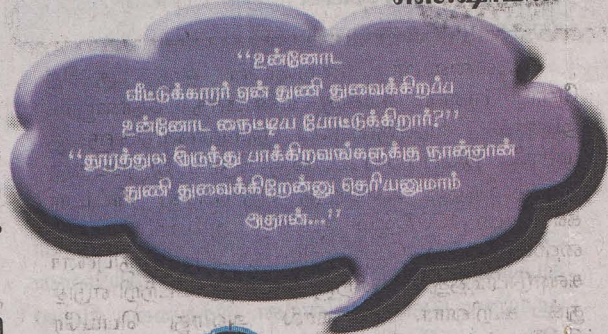 ‘‘உன்னோட
வீட்டுக்காரர் ஏன் துணி துவைக்கிறப்ப
உன்னோட நைட்டிய போட்டுக்கிறார்?’’
‘‘தூரத்துல இருந்து பாக்கிறவங்களுக்கு நான்தான்
துணி துவைக்கிறேன்னு தெரியணுமாம்
அதான்...’’